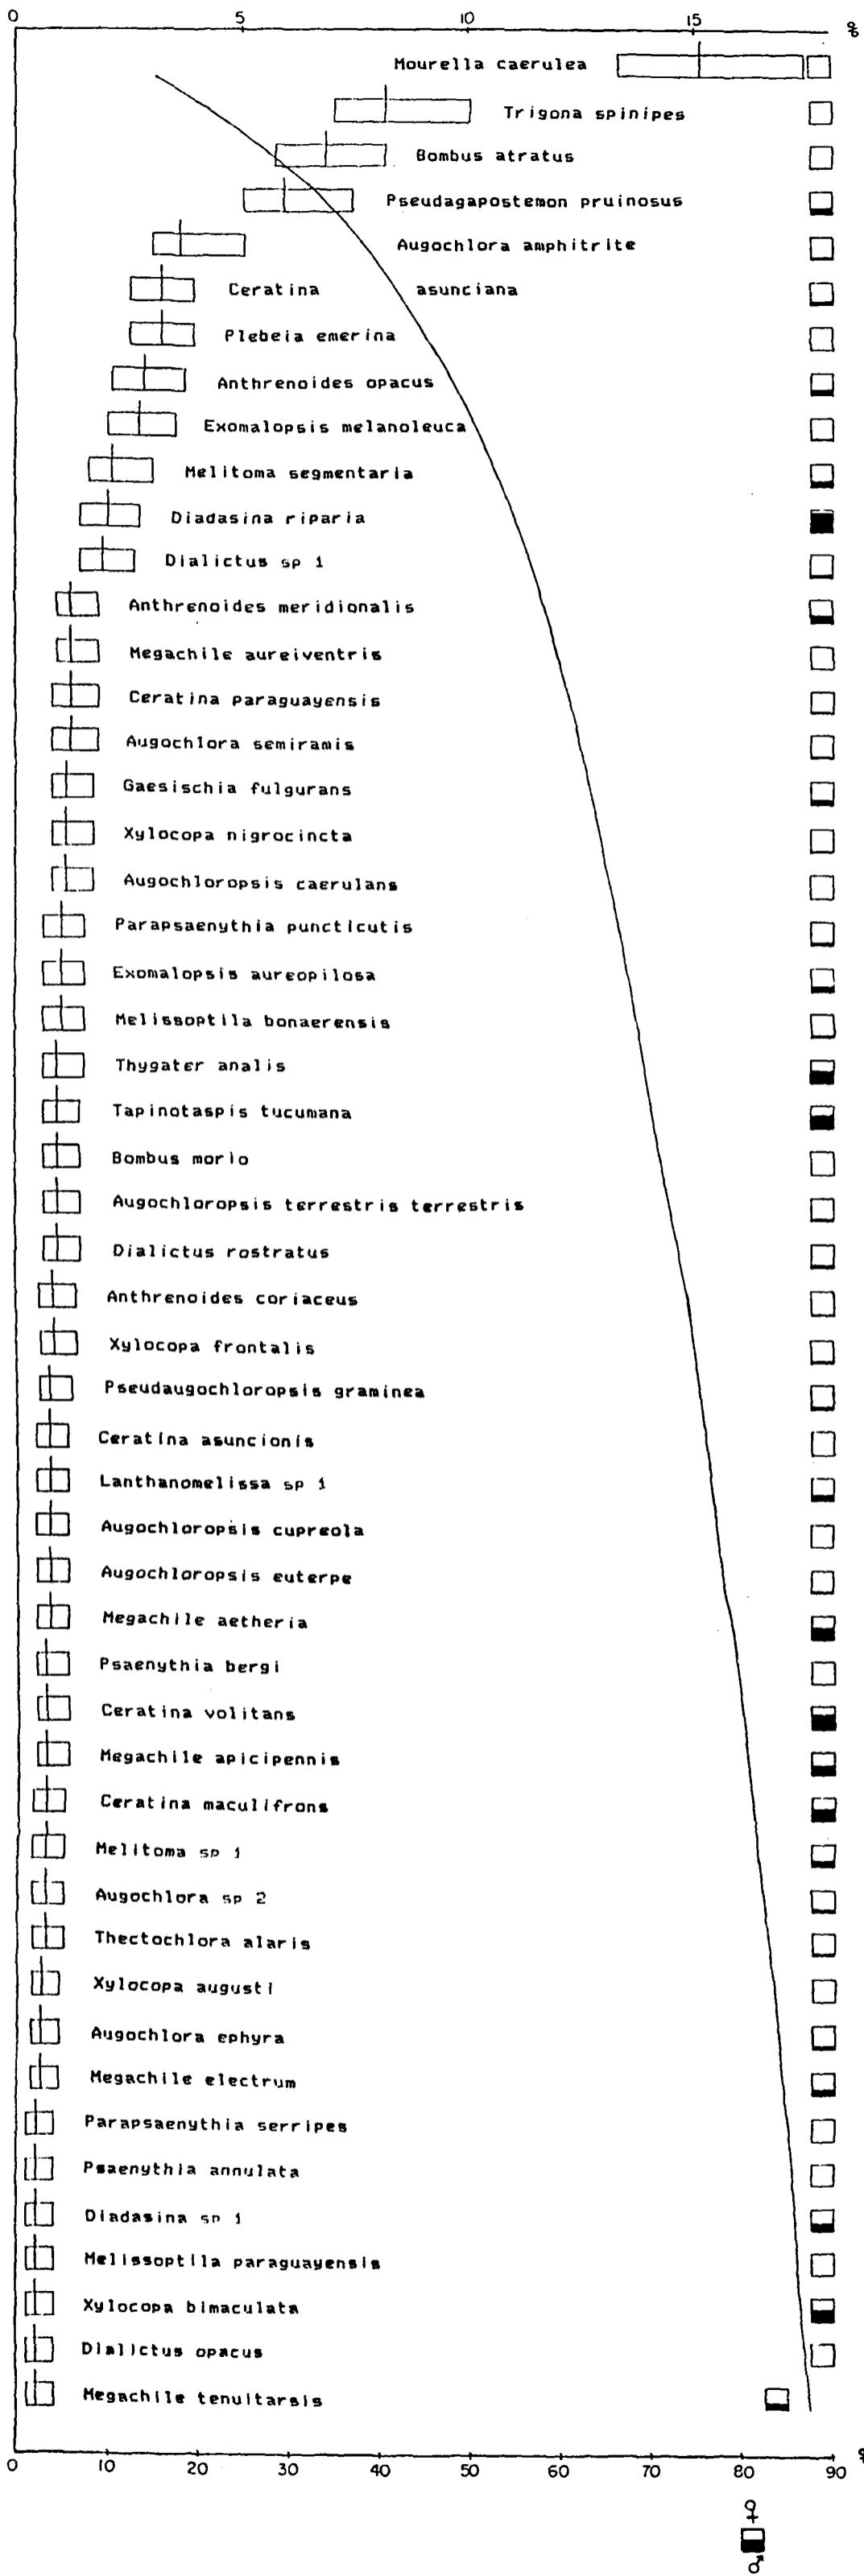 0 5 10 15 %
Mourella caerulea
Trigona spinipes
Bombus atratus
Pseudagapostemon pruinosus
Augochlora amphitrite
Ceratina asunciana
Plebeia emerina
Anthrenoides opacus
Exomalopsis melanoleuca
Melitoma segmentaria
Diadasina riparia
Dialictus sp 1
Anthrenoides meridionalis
Megachile aureiventris
Ceratina paraguayensis
Augochlora semiramis
Gaesischia fulgurans
Xylocopa nigrocincta
Augochloropsis caerulans
Parapsaenythia puncticutis
Exomalopsis aureopilosa
Melissoptila bonaerensis
Thygater analis
Tapinotaspis tucumana
Bombus morio
Augochloropsis terrestris terrestris
Dialictus rostratus
Anthrenoides coriaceus
Xylocopa frontalis
Pseudaugochloropsis graminea
Ceratina asuncionis
Lanthanomelissa sp 1
Augochloropsis cupreola
Augochloropsis euterpe
Megachile aetheria
Psaenythia bergi
Ceratina volitans
Megachile apicipennis
Ceratina maculifrons
Melitoma sp 1
Augochlora sp 2
Thectochlora alaris
Xylocopa augusti
Augochlora ephyra
Megachile electrum
Parapsaenythia serripes
Psaenythia annulata
Diadasina sp 1
Melissoptila paraguayensis
Xylocopa bimaculata
Dialictus opacus
Megachile tenuitarsis
0 10 20 30 40 50 60 70 80 90 %
♀
♂